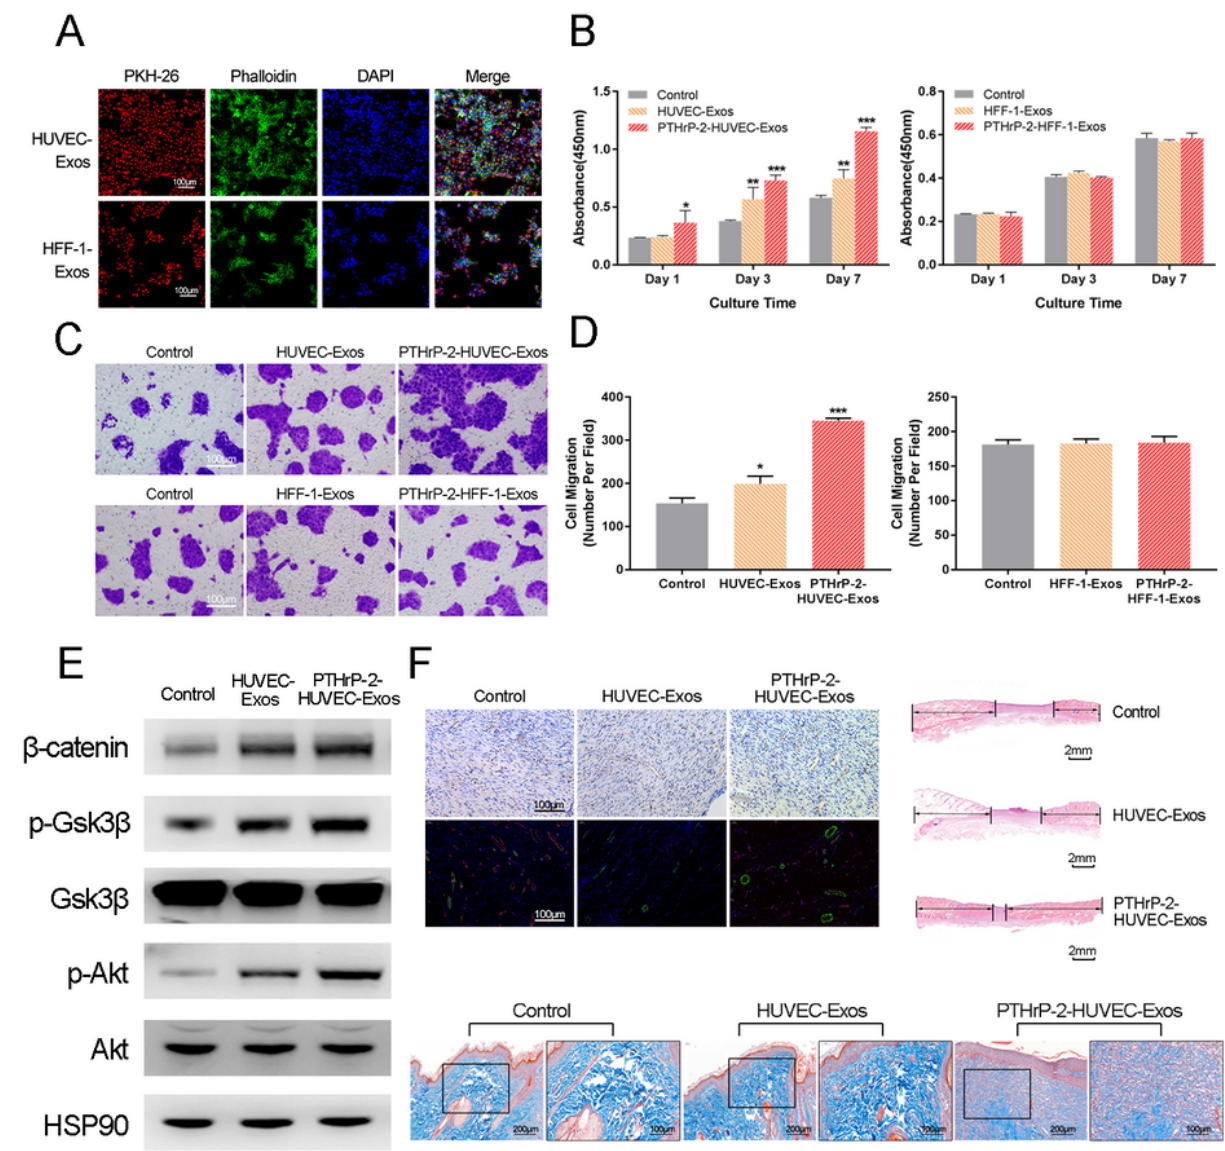 A
PKH-26 Phalloidin DAPI Merge
HUVEC-
Exos
100μm
HFF-1-
Exos
100μm
B
Absorbance(450nm)
1.5
1.0
0.5
0.0
Control
HUVEC-Exos
PTHrP-2-HUVEC-Exos
* ** *** ** ***
Day 1 Day 3 Day 7
Culture Time
Absorbance(450nm)
0.8
0.6
0.4
0.2
0.0
Control
HFF-1-Exos
PTHrP-2-HFF-1-Exos
Day 1 Day 3 Day 7
Culture Time
C
Control HUVEC-Exos PTHrP-2-HUVEC-Exos
100μm
Control HFF-1-Exos PTHrP-2-HFF-1-Exos
100μm
D
Cell Migration
(Number Per Field)
400
300
200
100
0
* ***
Control HUVEC-Exos PTHrP-2-
HUVEC-Exos
Cell Migration
(Number Per Field)
250
200
150
100
50
0
Control HFF-1-Exos PTHrP-2-
HFF-1-Exos
E
Control HUVEC-
Exos PTHrP-2-
HUVEC-Exos
β-catenin
p-Gsk3β
Gsk3β
p-Akt
Akt
HSP90
F
Control HUVEC-Exos PTHrP-2-
HUVEC-Exos
100μm
100μm
Control
2mm
HUVEC-Exos
2mm
PTHrP-2-
HUVEC-Exos
2mm
Control HUVEC-Exos PTHrP-2-HUVEC-Exos
200μm 100μm 200μm 100μm 200μm 100μm